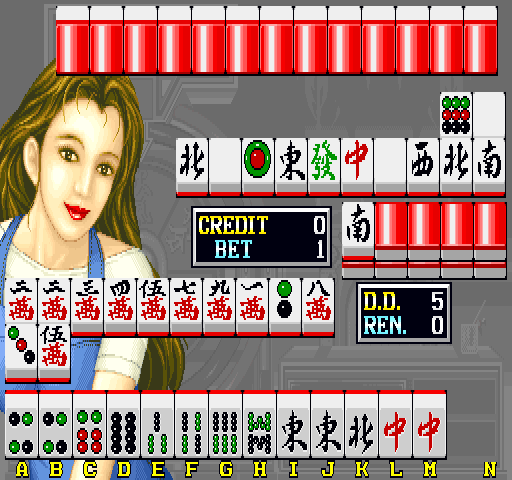 北 東 發 中 西 北 南
CREDIT 0
BET 1
南
二萬 二萬 三萬 四萬 伍萬 七萬 九萬 一萬 八萬
D.D. 5
REN. 0
伍萬
東 東 北 中 中
A B C D E F G H I J K L M N